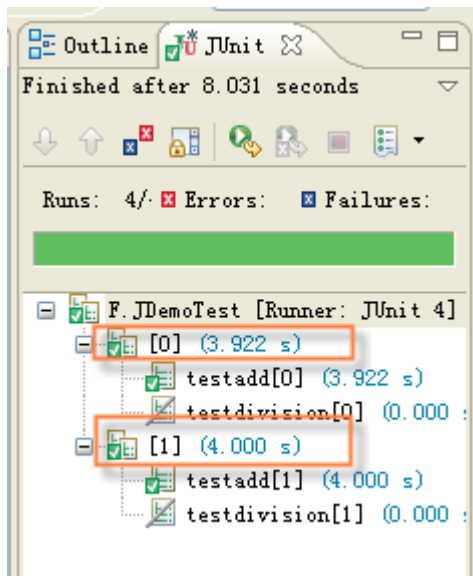 Outline JUnit
Finished after 8.031 seconds
Runs: 4/ Errors: Failures:
F.JDemoTest [Runner: JUnit 4]
[0] (3.922 s)
testadd[0] (3.922 s)
testdivision[0] (0.000 s
[1] (4.000 s)
testadd[1] (4.000 s)
testdivision[1] (0.000 s